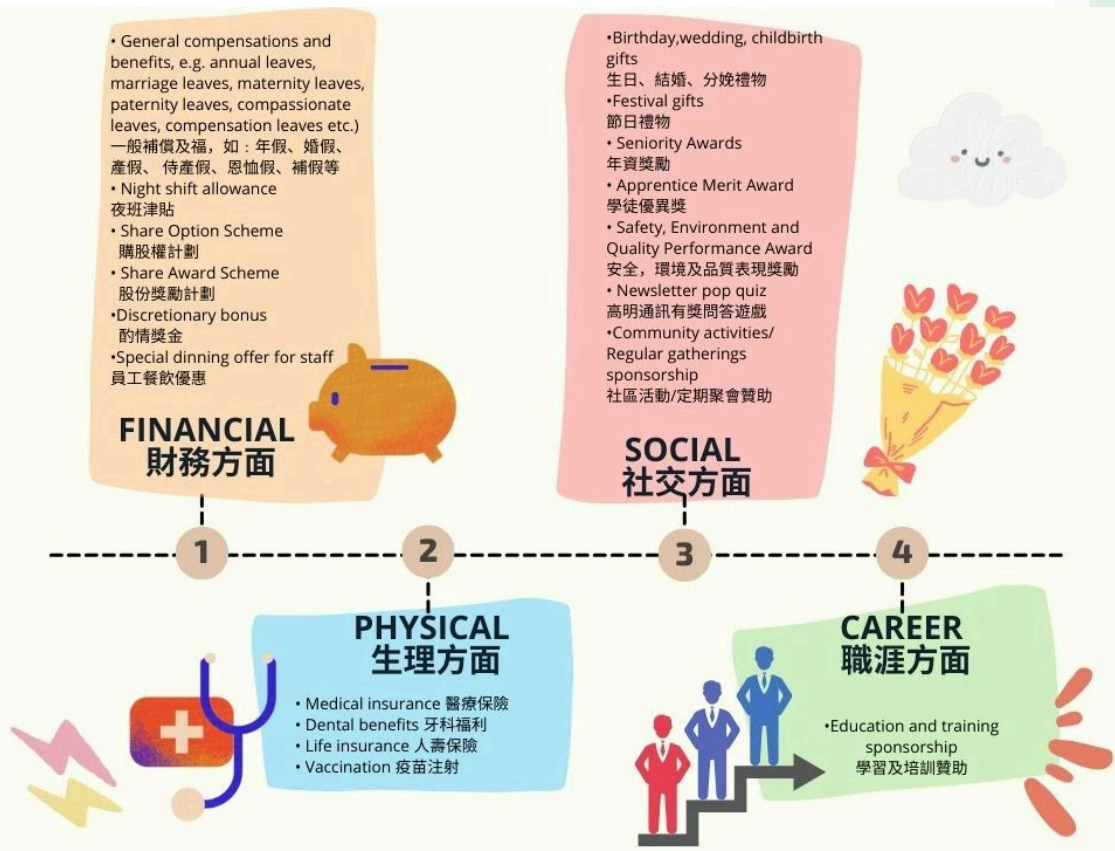 • General compensations and
benefits, e.g. annual leaves,
marriage leaves, maternity leaves,
paternity leaves, compassionate
leaves, compensation leaves etc.)
一般補償及福，如：年假、婚假、
產假、 侍產假、恩恤假、補假等
• Night shift allowance
夜班津貼
• Share Option Scheme
購股權計劃
• Share Award Scheme
股份獎勵計劃
•Discretionary bonus
酌情獎金
•Special dinning offer for staff
員工餐飲優惠
FINANCIAL
財務方面
•Birthday,wedding, childbirth
gifts
生日、結婚、分娩禮物
•Festival gifts
節日禮物
• Seniority Awards
年資獎勵
• Apprentice Merit Award
學徒優異獎
• Safety, Environment and
Quality Performance Award
安全，環境及品質表現獎勵
• Newsletter pop quiz
高明通訊有獎問答遊戲
•Community activities/
Regular gatherings
sponsorship
社區活動/定期聚會贊助
SOCIAL
社交方面
1
2
3
4
PHYSICAL
生理方面
• Medical insurance 醫療保險
• Dental benefits 牙科福利
• Life insurance 人壽保險
• Vaccination 疫苗注射
CAREER
職涯方面
•Education and training
sponsorship
學習及培訓贊助